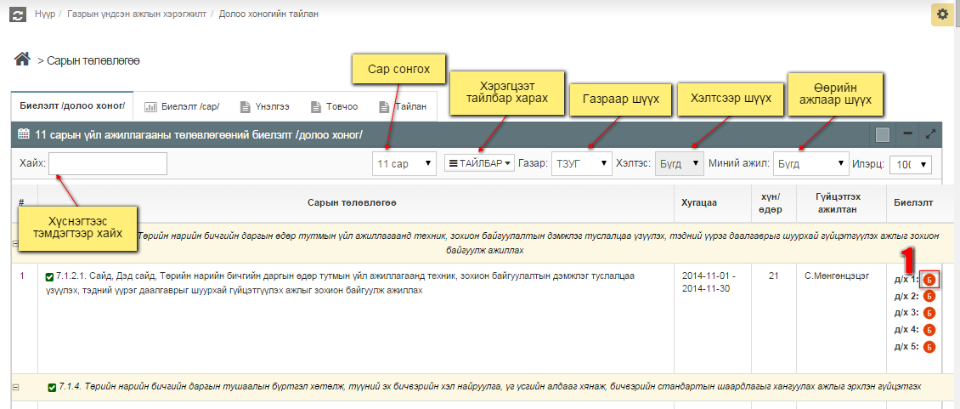 Нүүр / Газрын үндсэн ажлын хэрэгжилт / Долоо хоногийн тайлан
> Сарын төлөвлөгөө
Сар сонгох
Хэрэгцээт
тайлбар харах
Газраар шүүх
Хэлтсээр шүүх
Өөрийн
ажлаар шүүх
Биелэлт /долоо хоног/
Биелэлт /сар/
Үнэлгээ
Товчоо
Тайлан
11 сарын үйл ажиллагааны төлөвлөгөөний биелэлт /долоо хоног/
Хайх:
11 сар
ТАЙЛБАР
Газар: ТЗУГ
Хэлтэс: Бүгд
Миний ажил: Бүгд
Илэрц: 100
Хүснэгтээс
тэмдэгтээр хайх
#
Сарын төлөвлөгөө
Хугацаа
хүн/
өдөр
Гүйцэтгэх
ажилтан
Биелэлт
Төрийн нарийн бичгийн даргын өдөр тутмын үйл ажиллагаанд техник, зохион байгуулалтын дэмжлэг туслалцаа үзүүлэх, тэдний үүрэг даалгаврыг шуурхай гүйцэтгүүлэх ажлыг зохион
байгуулж ажиллах
1
7.1.2.1. Сайд, Дэд сайд, Төрийн нарийн бичгийн даргын өдөр тутмын үйл ажиллагаанд техник, зохион байгуулалтын дэмжлэг туслалцаа
үзүүлэх, тэдний үүрэг даалгаврыг шуурхай гүйцэтгүүлэх ажлыг зохион байгуулж ажиллах
2014-11-01 -
2014-11-30
21
С.Мөнгөнцэцэг
1
д/х 1: Б
д/х 2: Б
д/х 3: Б
д/х 4: Б
д/х 5: Б
7.1.4. Төрийн нарийн бичгийн даргын тушаалын бүртгэл хөтөлж, түүний эх бичвэрийн хэл найруулга, үг үсгийн алдааг хянаж, бичвэрийн стандартын шаардлагыг хангуулах ажлыг эрхлэн гүйцэтгэх